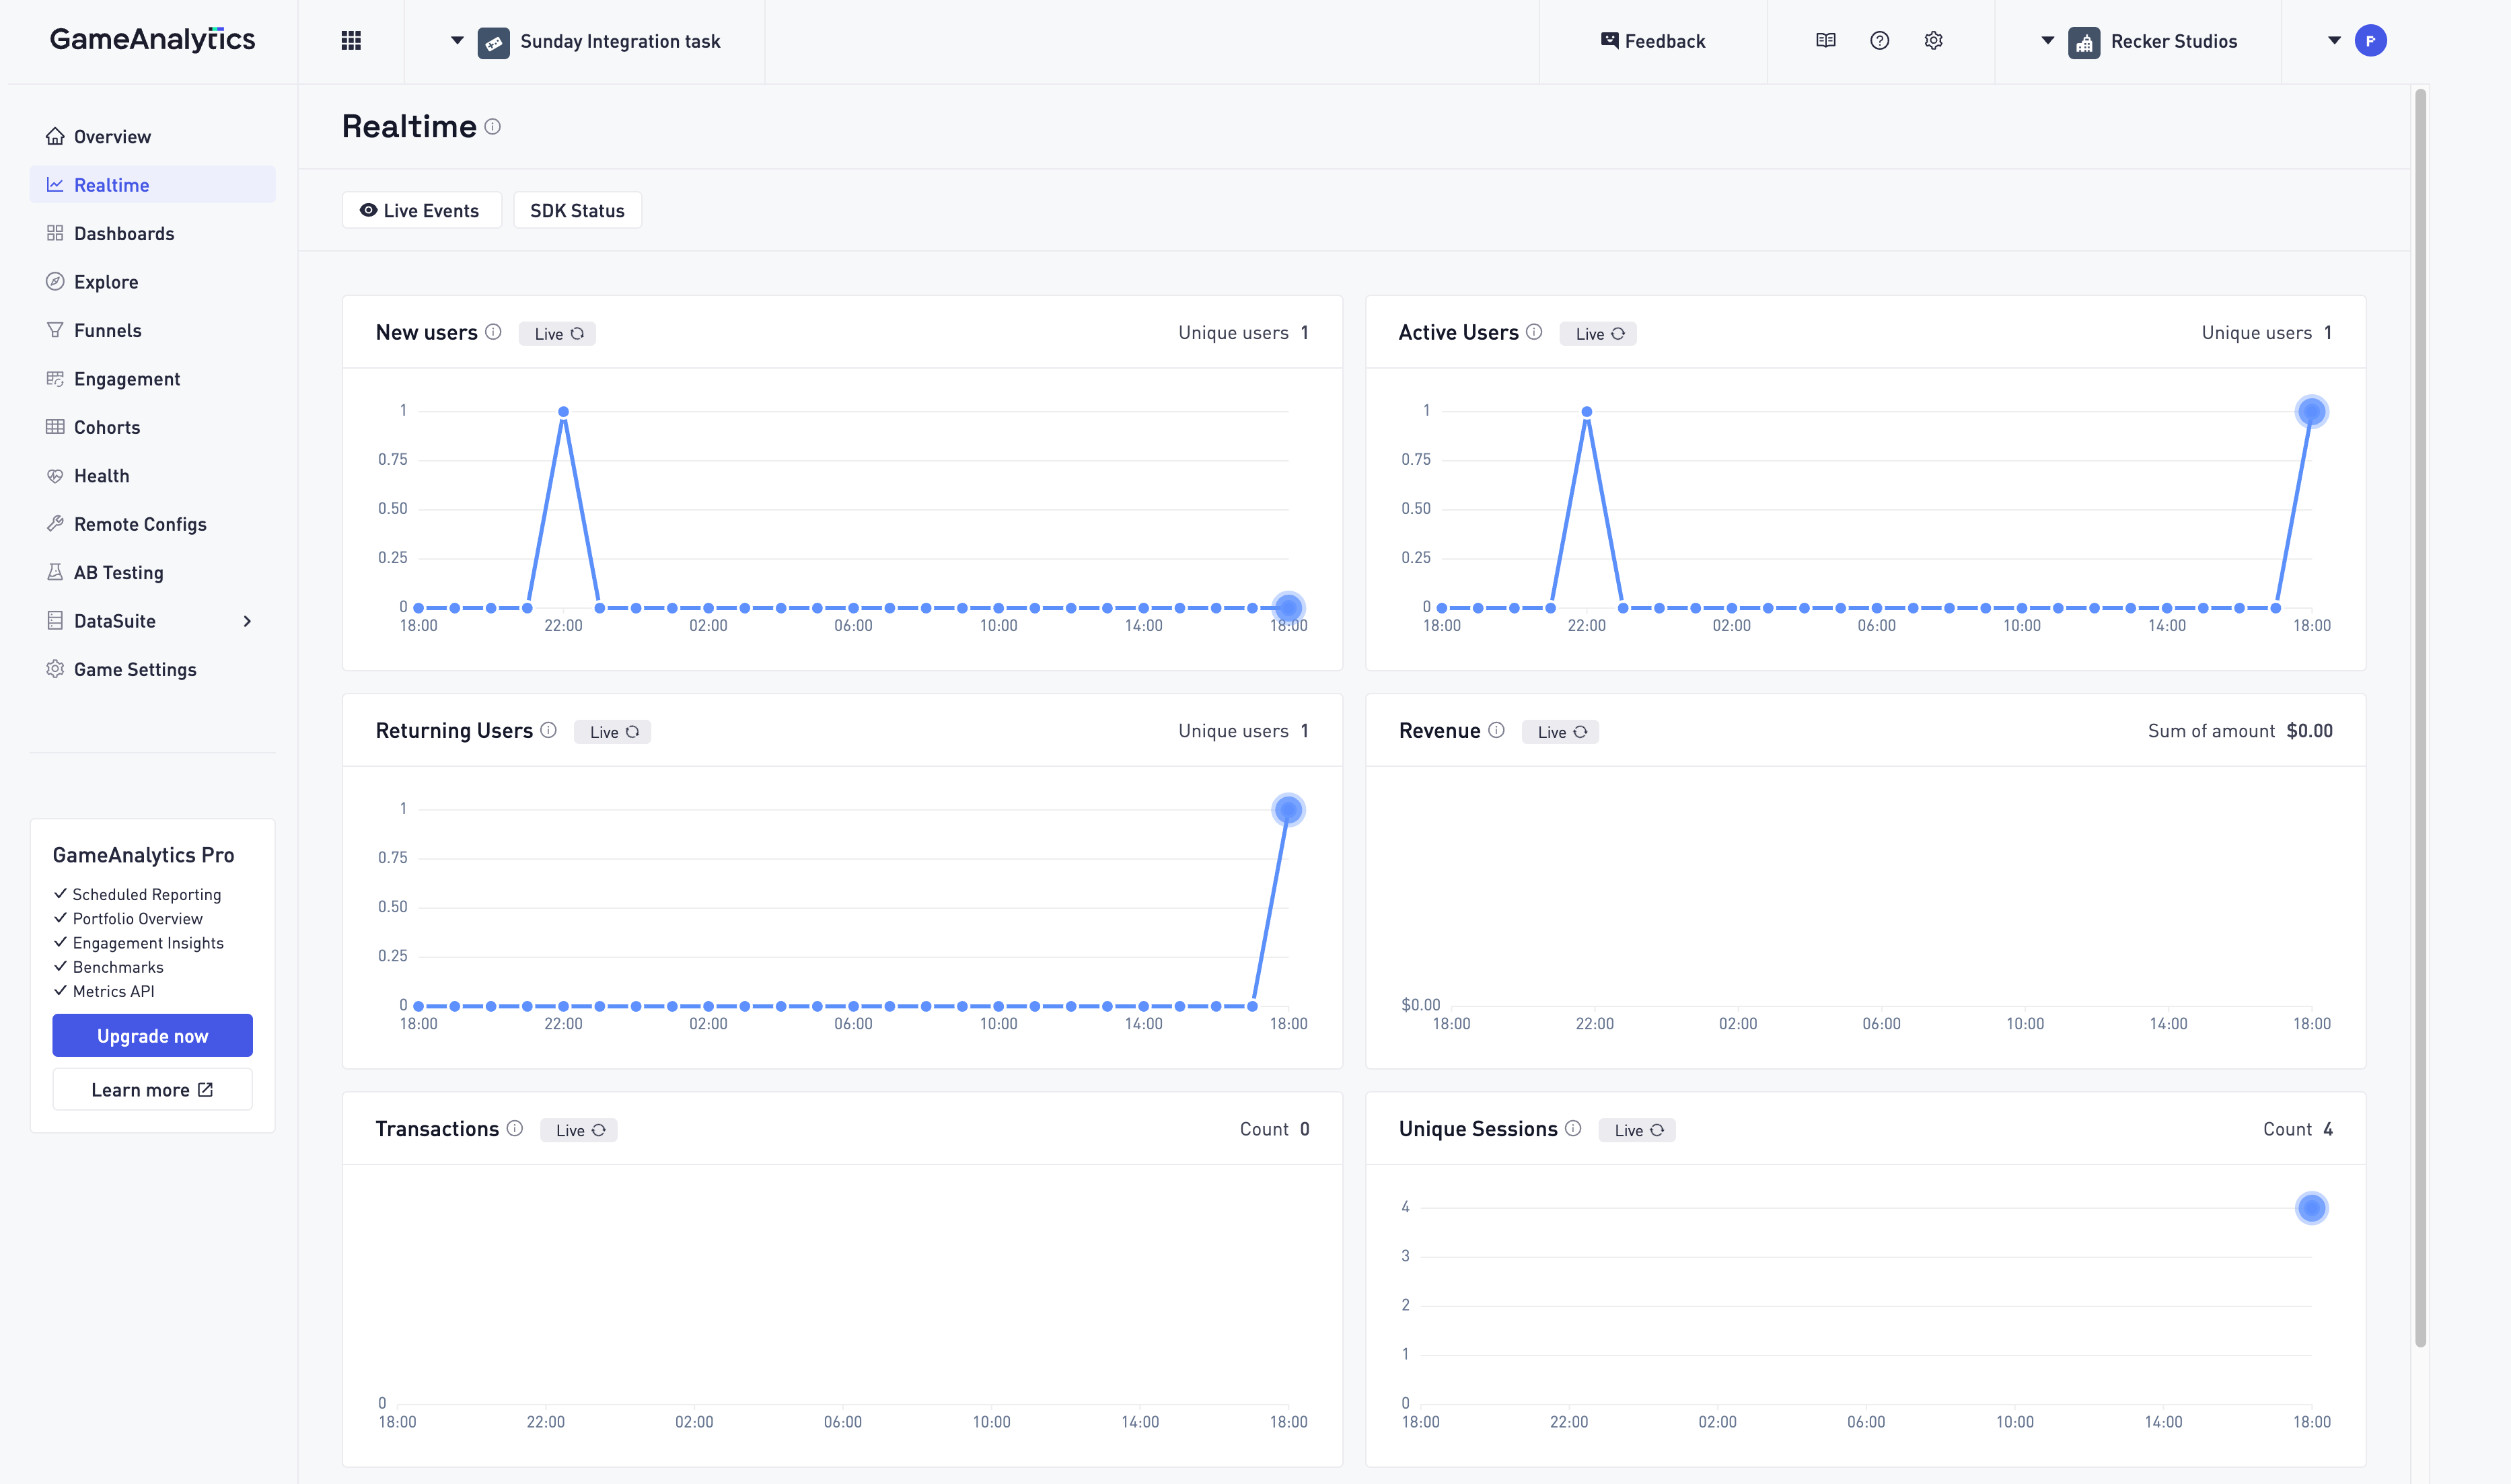 GameAnalytics
Sunday Integration task
Feedback
Recker Studios
P
Overview
Realtime
Dashboards
Explore
Funnels
Engagement
Cohorts
Health
Remote Configs
AB Testing
DataSuite
Game Settings
GameAnalytics Pro
Scheduled Reporting
Portfolio Overview
Engagement Insights
Benchmarks
Metrics API
Upgrade now
Learn more
Realtime
Live Events
SDK Status
New users Live Unique users 1
1
0.75
0.50
0.25
0
18:00 22:00 02:00 06:00 10:00 14:00 18:00
Active Users Live Unique users 1
1
0.75
0.50
0.25
0
18:00 22:00 02:00 06:00 10:00 14:00 18:00
Returning Users Live Unique users 1
1
0.75
0.50
0.25
0
18:00 22:00 02:00 06:00 10:00 14:00 18:00
Revenue Live Sum of amount $0.00
$0.00
18:00 22:00 02:00 06:00 10:00 14:00 18:00
Transactions Live Count 0
0
18:00 22:00 02:00 06:00 10:00 14:00 18:00
Unique Sessions Live Count 4
4
3
2
1
0
18:00 22:00 02:00 06:00 10:00 14:00 18:00